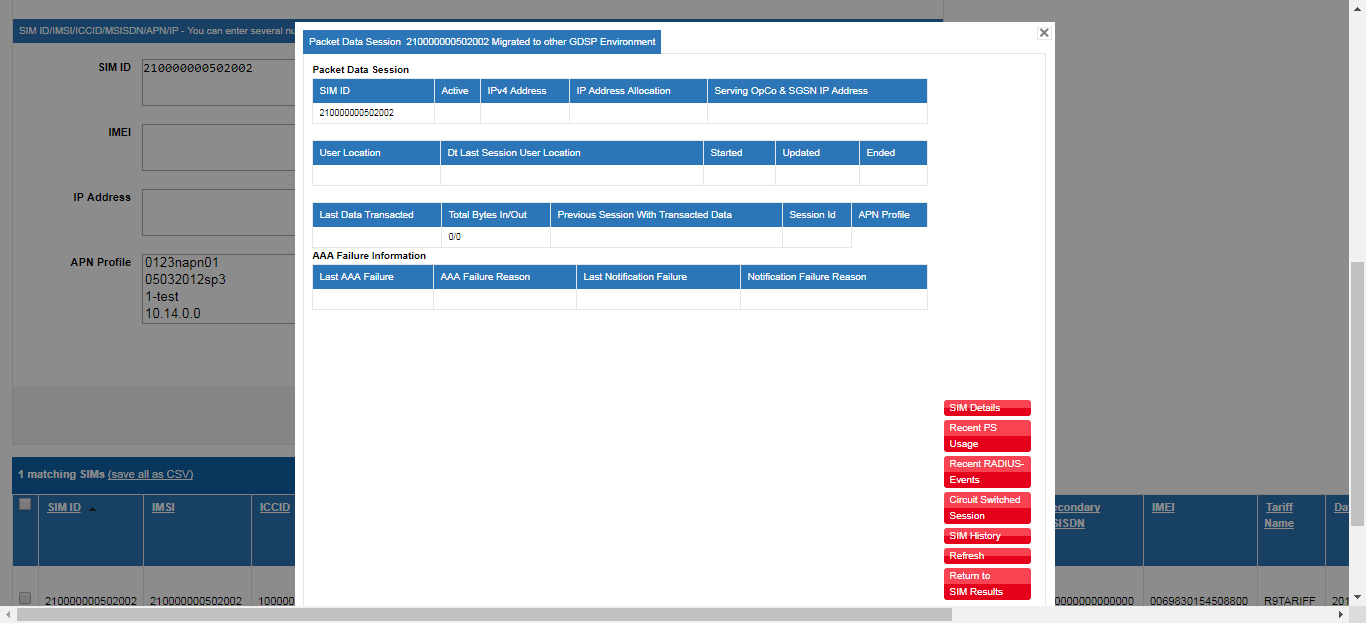 SIM ID/IMSI/ICCID/MSISDN/APN/IP - You can enter several nu
SIM ID 210000000502002
IMEI
IP Address
APN Profile 0123napn01
05032012sp3
1-test
10.14.0.0
Packet Data Session 210000000502002 Migrated to other GDSP Environment
Packet Data Session
SIM ID Active IPv4 Address IP Address Allocation Serving OpCo & SGSN IP Address
210000000502002
User Location Dt Last Session User Location Started Updated Ended
Last Data Transacted Total Bytes In/Out Previous Session With Transacted Data Session Id APN Profile
0/0
AAA Failure Information
Last AAA Failure AAA Failure Reason Last Notification Failure Notification Failure Reason
SIM Details
Recent PS
Usage
Recent RADIUS-
Events
Circuit Switched
Session
SIM History
Refresh
Return to
SIM Results
1 matching SIMs (save all as CSV)
SIM ID IMSI ICCID econdary IMEI Tariff Da
SISDN Name
210000000502002 210000000502002 100000 0000000000000 0069830154508800 R9TARIFF 201